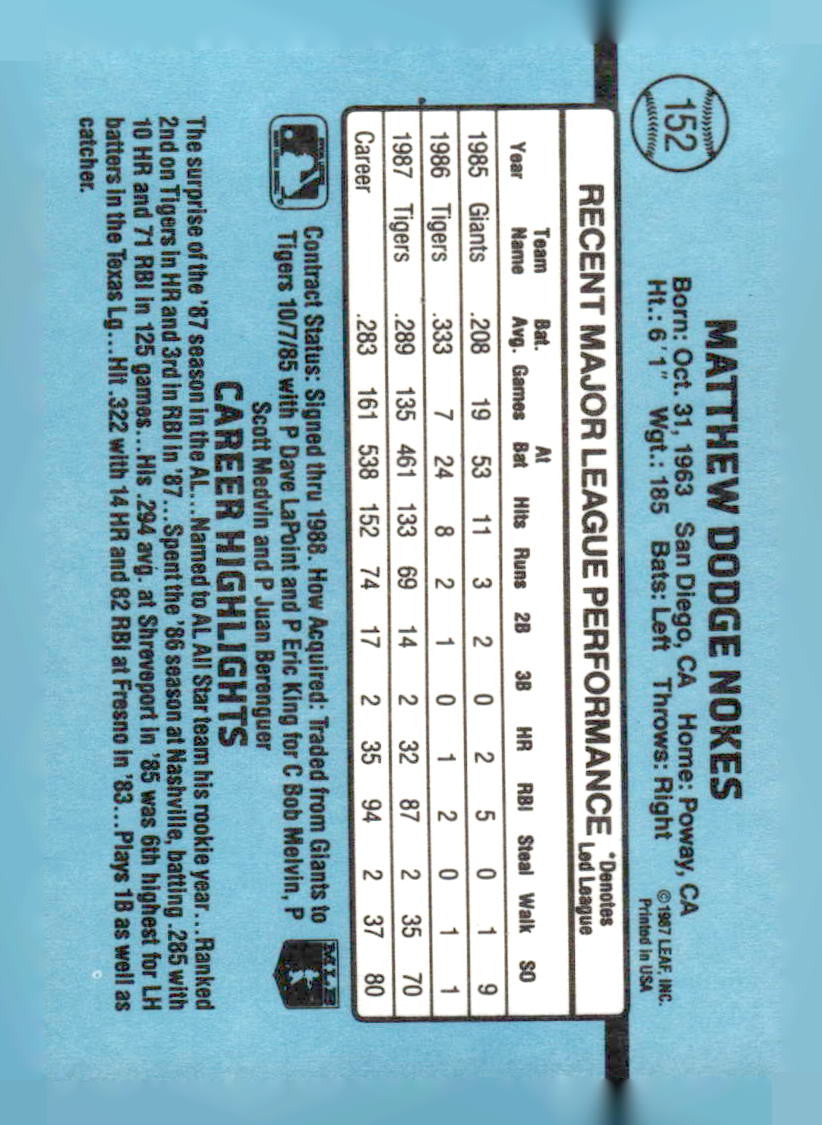 152
MATTHEW DODGE NOKES
Born: Oct. 31, 1963 San Diego, CA Home: Poway, CA
Ht.: 6'1" Wgt.: 185 Bats: Left Throws: Right
©1987 LEAF, INC.
Printed in USA
RECENT MAJOR LEAGUE PERFORMANCE *Denotes Led League
Year Team Name Bat. Avg. Games At Bat Hits Runs 2B 3B HR RBI Steal Walk SO
1985 Giants .208 19 53 11 3 2 0 2 5 0 1 9
1986 Tigers .333 7 24 8 2 1 0 1 2 0 1 1
1987 Tigers .289 135 461 133 69 14 2 32 87 2 35 70
Career .283 161 538 152 74 17 2 35 94 2 37 80
Contract Status: Signed thru 1988. How Acquired: Traded from Giants to
Tigers 10/7/85 with P Dave LaPoint and P Eric King for C Bob Melvin, P
Scott Medvin and P Juan Berenguer
MLB
CAREER HIGHLIGHTS
The surprise of the '87 season in the AL...Named to AL All Star team his rookie year...Ranked
2nd on Tigers in HR and 3rd in RBI in '87...Spent the '86 season at Nashville, batting .285 with
10 HR and 71 RBI in 125 games...His .294 avg. at Shreveport in '85 was 6th highest for LH
batters in the Texas Lg...Hit .322 with 14 HR and 82 RBI at Fresno in '83...Plays 1B as well as
catcher.